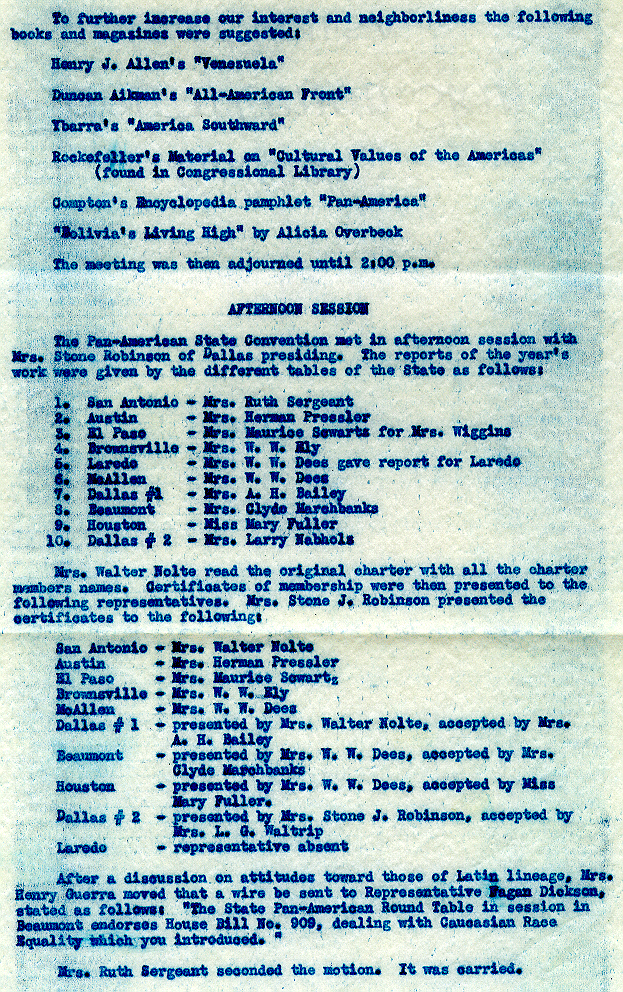 To further increase our interest and neighborliness the following
books and magazines were suggested:
Henry J. Allen's "Venezuela"
Duncan Aikman's "All-American Front"
Ybarra's "America Southward"
Rockefeller's Material on "Cultural Values of the Americas"
(found in Congressional Library)
Compton's Encyclopedia pamphlet "Pan-America"
"Bolivia's Living High" by Alicia Overbeck
The meeting was then adjourned until 2:00 p.m.
AFTERNOON SESSION
The Pan-American State Convention met in afternoon session with
Mrs. Stone Robinson of Dallas presiding. The reports of the year's
work were given by the different tables of the State as follows:
1. San Antonio - Mrs. Ruth Sergeant
2. Austin - Mrs. Herman Pressler
3. El Paso - Mrs. Maurice Scwartz for Mrs. Wiggins
4. Brownsville - Mrs. W. W. Ely
5. Laredo - Mrs. W. W. Dees gave report for Laredo
6. McAllen - Mrs. W. W. Dees
7. Dallas #1 - Mrs. A. H. Bailey
8. Beaumont - Mrs. Clyde Marchbanks
9. Houston - Miss Mary Fuller
10. Dallas # 2 - Mrs. Larry Nabhols
Mrs. Walter Nolte read the original charter with all the charter
members names. Certificates of membership were then presented to the
following representatives. Mrs. Stone J. Robinson presented the
certificates to the following:
San Antonio - Mrs. Walter Nolte
Austin - Mrs. Herman Pressler
El Paso - Mrs. Maurice Scwartz
Brownsville - Mrs. W. W. Ely
McAllen - Mrs. W. W. Dees
Dallas # 1 - presented by Mrs. Walter Nolte, accepted by Mrs.
A. H. Bailey
Beaumont - presented by Mrs. W. W. Dees, accepted by Mrs.
Clyde Marchbanks
Houston - presented by Mrs. W. W. Dees, accepted by Miss
Mary Fuller.
Dallas # 2 - presented by Mrs. Stone J. Robinson, accepted by
Mrs. L. G. Waltrip
Laredo - representative absent
After a discussion on attitudes toward those of Latin lineage, Mrs.
Henry Guerra moved that a wire be sent to Representative Fagan Dickson,
stated as follows: "The State Pan-American Round Table in session in
Beaumont endorses House Bill No. 909, dealing with Caucasian Race
Equality which you introduced. "
Mrs. Ruth Sergeant seconded the motion. It was carried.